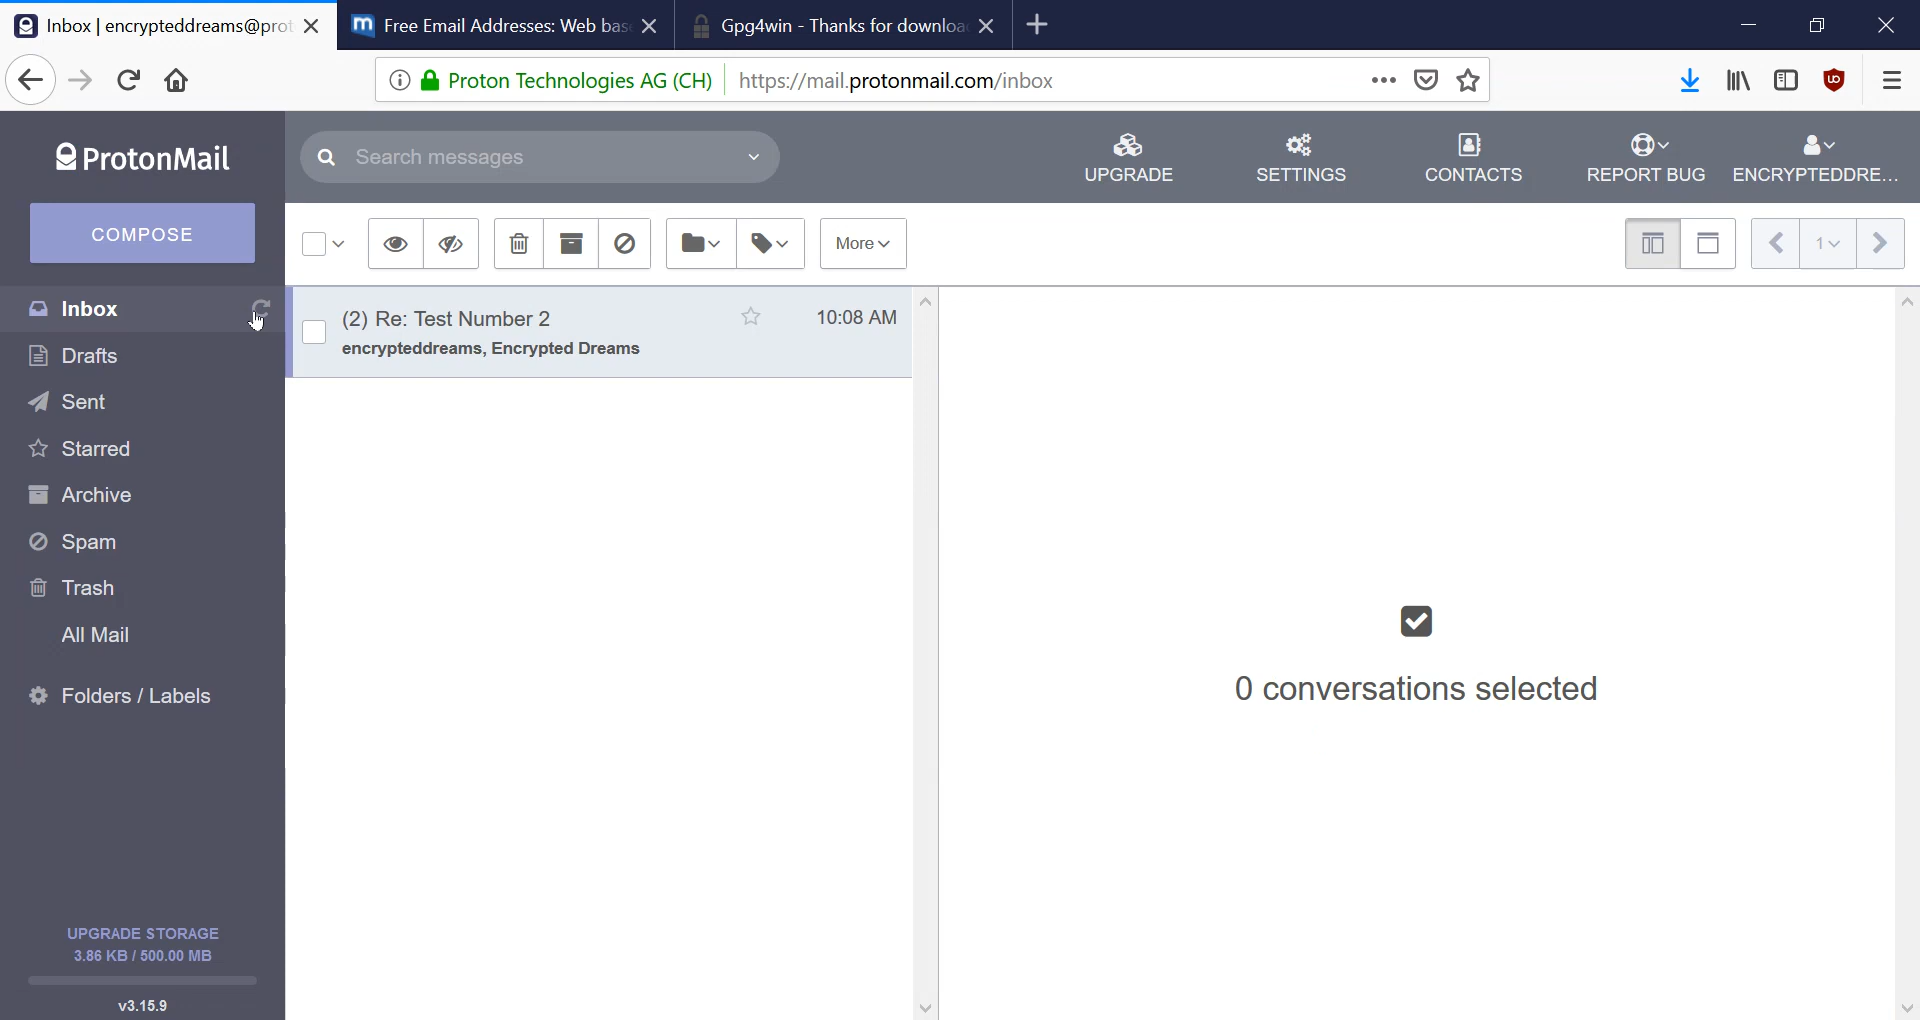 Inbox | encrypteddreams@prot
Free Email Addresses: Web bas
Gpg4win - Thanks for downloa
Proton Technologies AG (CH)
https://mail.protonmail.com/inbox
ProtonMail
Search messages
UPGRADE
SETTINGS
CONTACTS
REPORT BUG
ENCRYPTEDDRE...
COMPOSE
More
1
Inbox
Drafts
Sent
Starred
Archive
Spam
Trash
All Mail
Folders / Labels
(2) Re: Test Number 2
10:08 AM
encrypteddreams, Encrypted Dreams
0 conversations selected
UPGRADE STORAGE
3.86 KB / 500.00 MB
v3.15.9